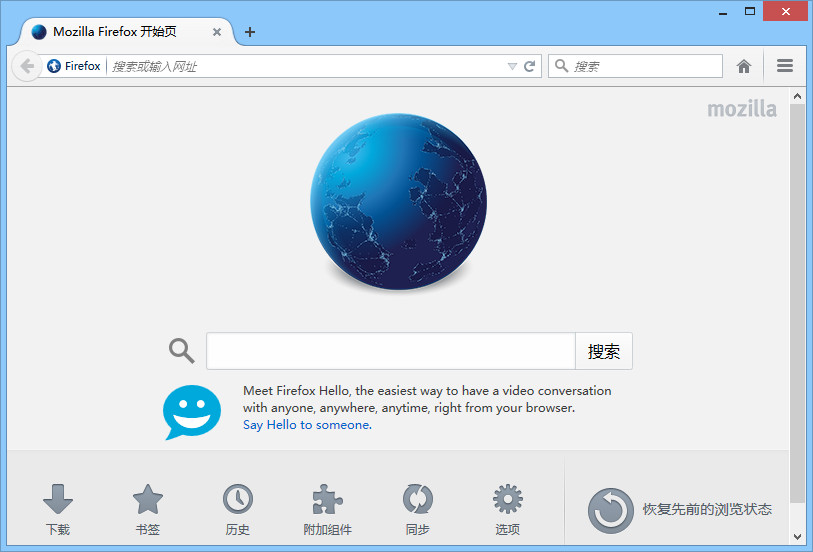 Mozilla Firefox 开始页
Firefox 搜索或输入网址 搜索
mozilla
搜索
Meet Firefox Hello, the easiest way to have a video conversation
with anyone, anywhere, anytime, right from your browser.
Say Hello to someone.
下载 书签 历史 附加组件 同步 选项 恢复先前的浏览状态